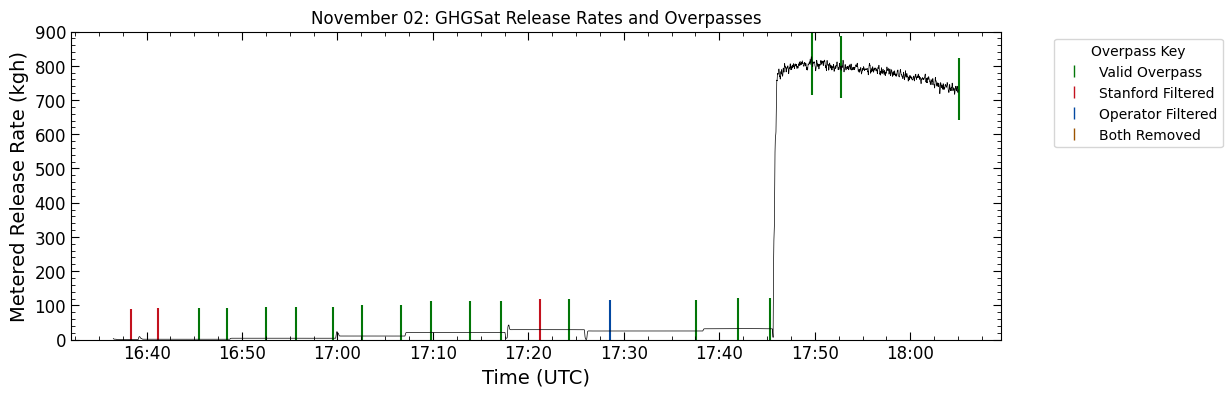 November 02: GHGSat Release Rates and Overpasses
Metered Release Rate (kgh)
900
800
700
600
500
400
300
200
100
0
16:40 16:50 17:00 17:10 17:20 17:30 17:40 17:50 18:00
Time (UTC)
Overpass Key
Valid Overpass
Stanford Filtered
Operator Filtered
Both Removed